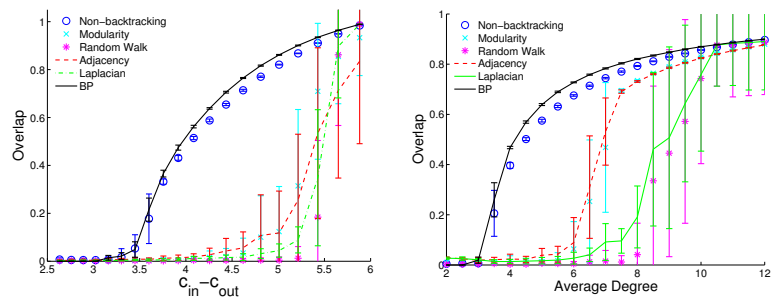 Non-backtracking
Modularity
Random Walk
Adjacency
Laplacian
BP
Overlap
1
0.8
0.6
0.4
0.2
0
2.5 3 3.5 4 4.5 5 5.5 6
c_in-c_out
Non-backtracking
Modularity
Random Walk
Adjacency
Laplacian
BP
Overlap
1
0.8
0.6
0.4
0.2
0
2 4 6 8 10 12
Average Degree